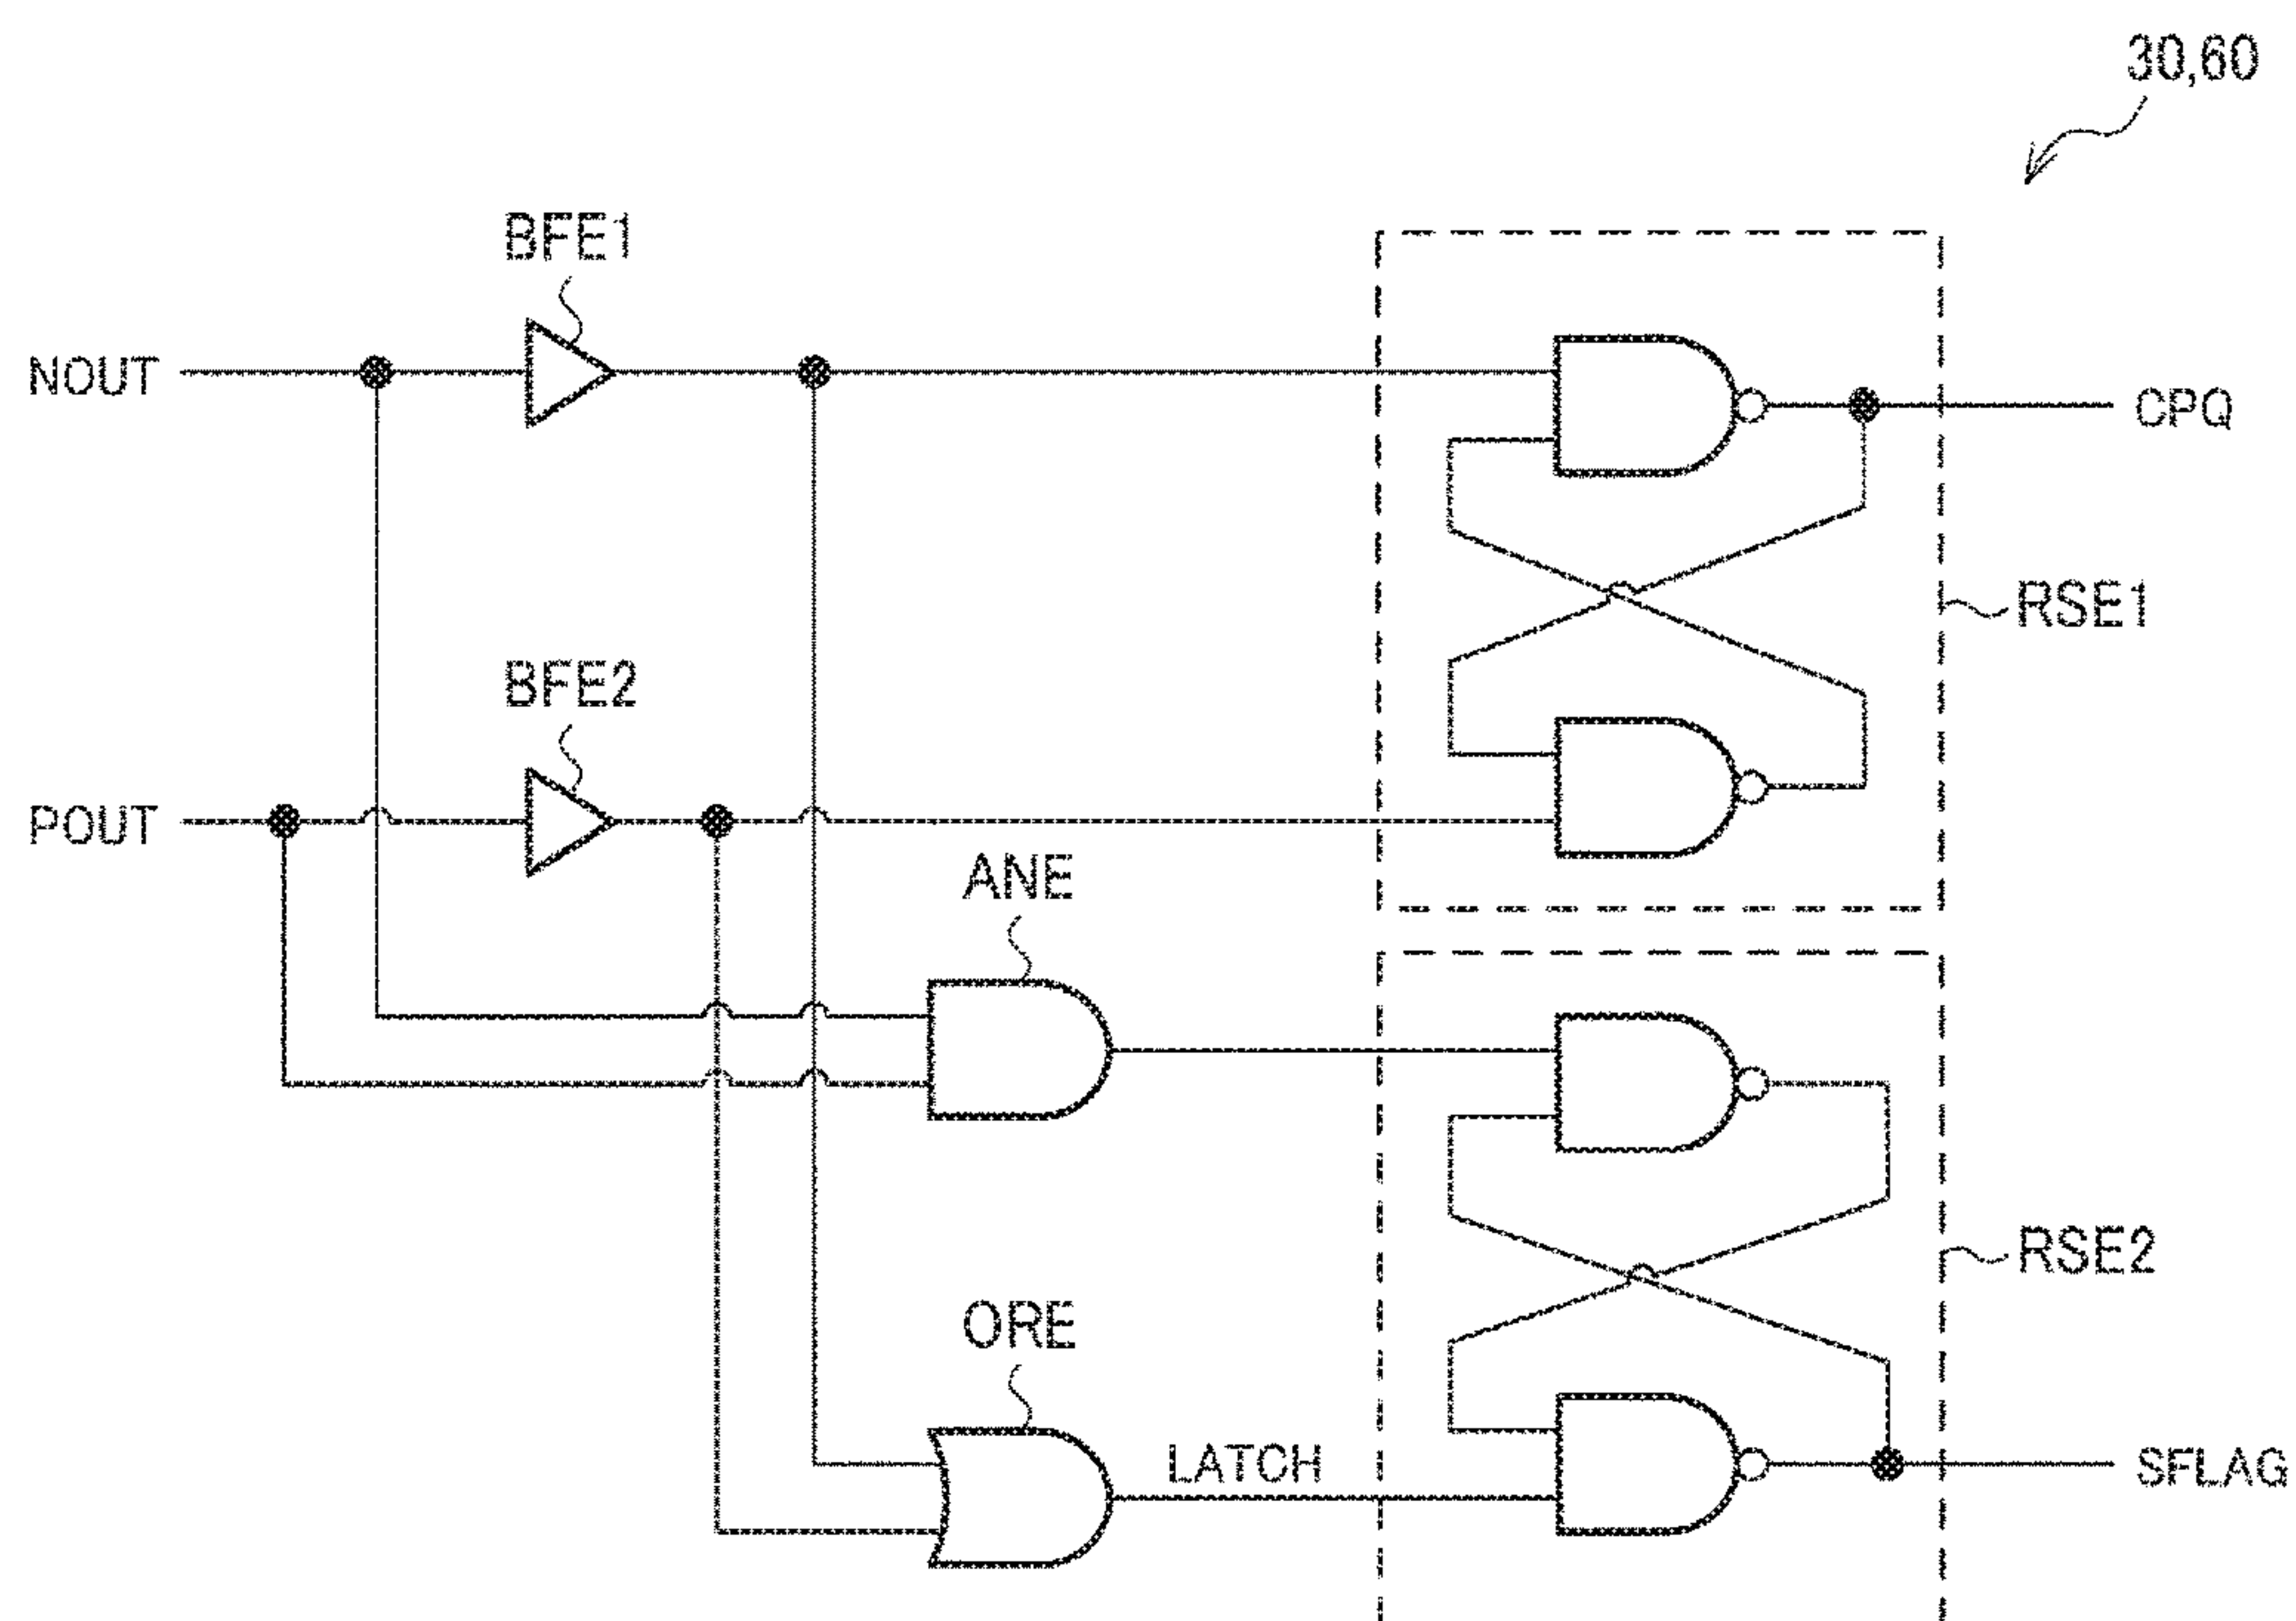 30,60
BFE1
NOUT
CPQ
RSE1
BFE2
POUT
ANE
RSE2
ORE
LATCH
SFLAG